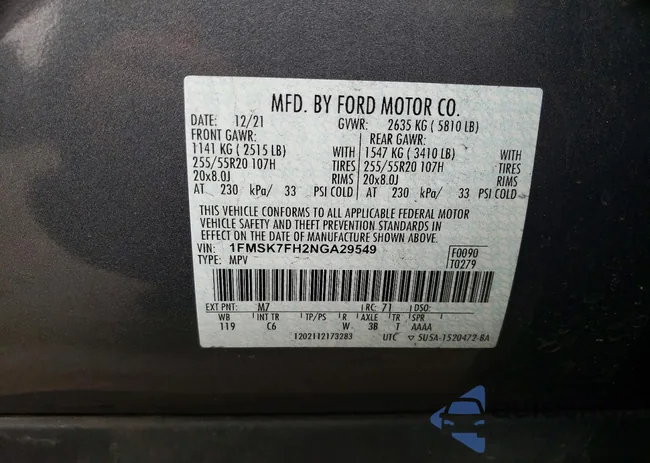 MFD. BY FORD MOTOR CO.
DATE: 12/21 GVWR: 2635 KG ( 5810 LB)
FRONT GAWR: REAR GAWR:
1141 KG ( 2515 LB) WITH 1547 KG ( 3410 LB) WITH
255/55R20 107H TIRES 255/55R20 107H TIRES
20x8.0J RIMS 20x8.0J RIMS
AT 230 kPa/ 33 PSI COLD AT 230 kPa/ 33 PSI COLD
THIS VEHICLE CONFORMS TO ALL APPLICABLE FEDERAL MOTOR
VEHICLE SAFETY AND THEFT PREVENTION STANDARDS IN
EFFECT ON THE DATE OF MANUFACTURE SHOWN ABOVE.
VIN: 1FMSK7FH2NGA29549 F0090
TYPE: MPV T0279
EXT PNT: M7 RC: 71 DSO:
WB INT TR TP/PS R AXLE TR SPR
119 C6 W 3B T AAAA
1202112173283 UTC ▽ 5U5A-1520472-BA